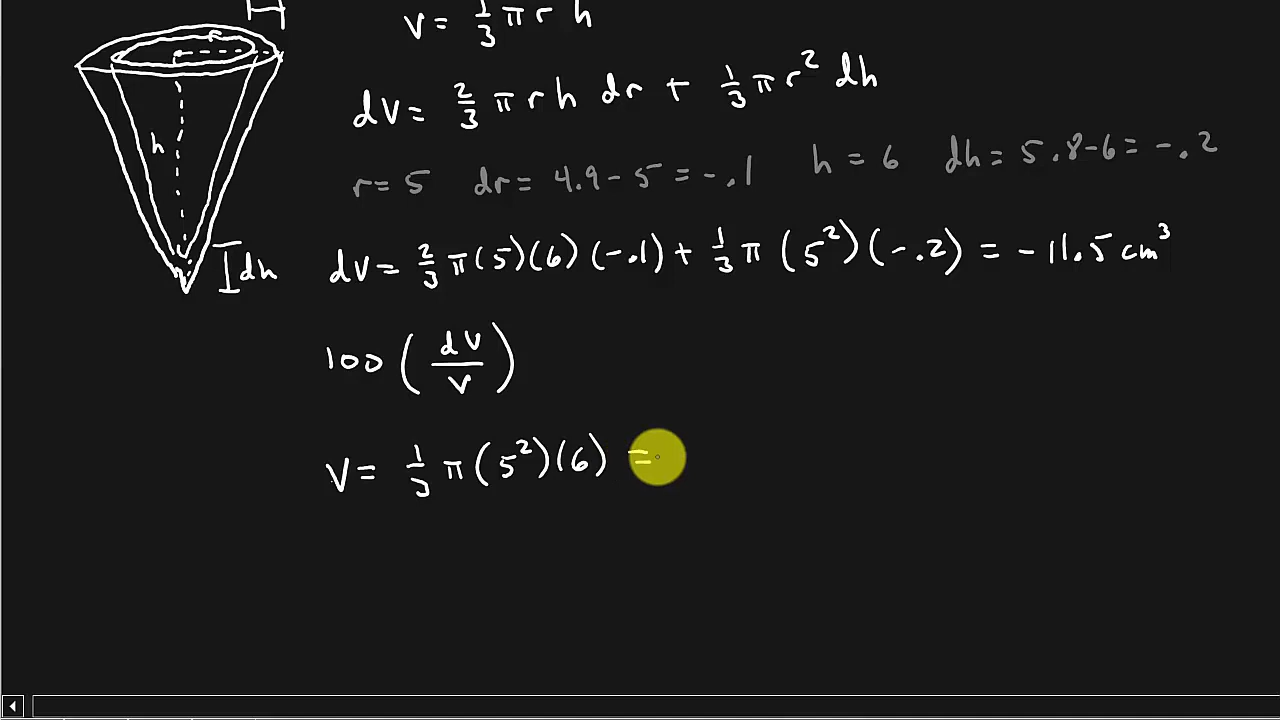 V = 1/3 π r h
dV = 2/3 π r h dr + 1/3 π r² dh
h
r = 5 dr = 4.9 - 5 = -.1 h = 6 dh = 5.8 - 6 = -.2
dh
dV = 2/3 π (5)(6)(-.1) + 1/3 π (5²)(-.2) = -11.5 cm³
100 (dV/V)
V = 1/3 π (5²)(6) =